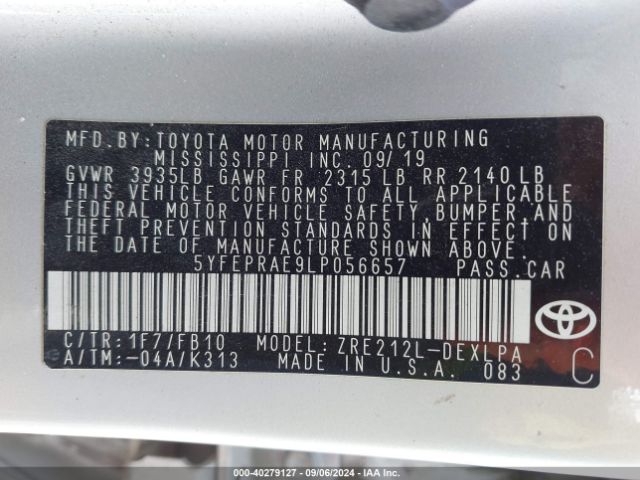 MFD. BY: TOYOTA MOTOR MANUFACTURING
MISSISSIPPI INC. 09/19
GVWR 3935LB GAWR FR 2315 LB RR 2140 LB
THIS VEHICLE CONFORMS TO ALL APPLICABLE
FEDERAL MOTOR VEHICLE SAFETY, BUMPER, AND
THEFT PREVENTION STANDARDS IN EFFECT ON
THE DATE OF MANUFACTURE SHOWN ABOVE.
5YFEPRAE9LP056657 PASS. CAR
C/TR: 1F7/FB10 MODEL: ZRE212L-DEXLPA
A/TM: -04A/K313 MADE IN U.S.A. 083
C
000-40279127 - 09/06/2024 - IAA Inc.